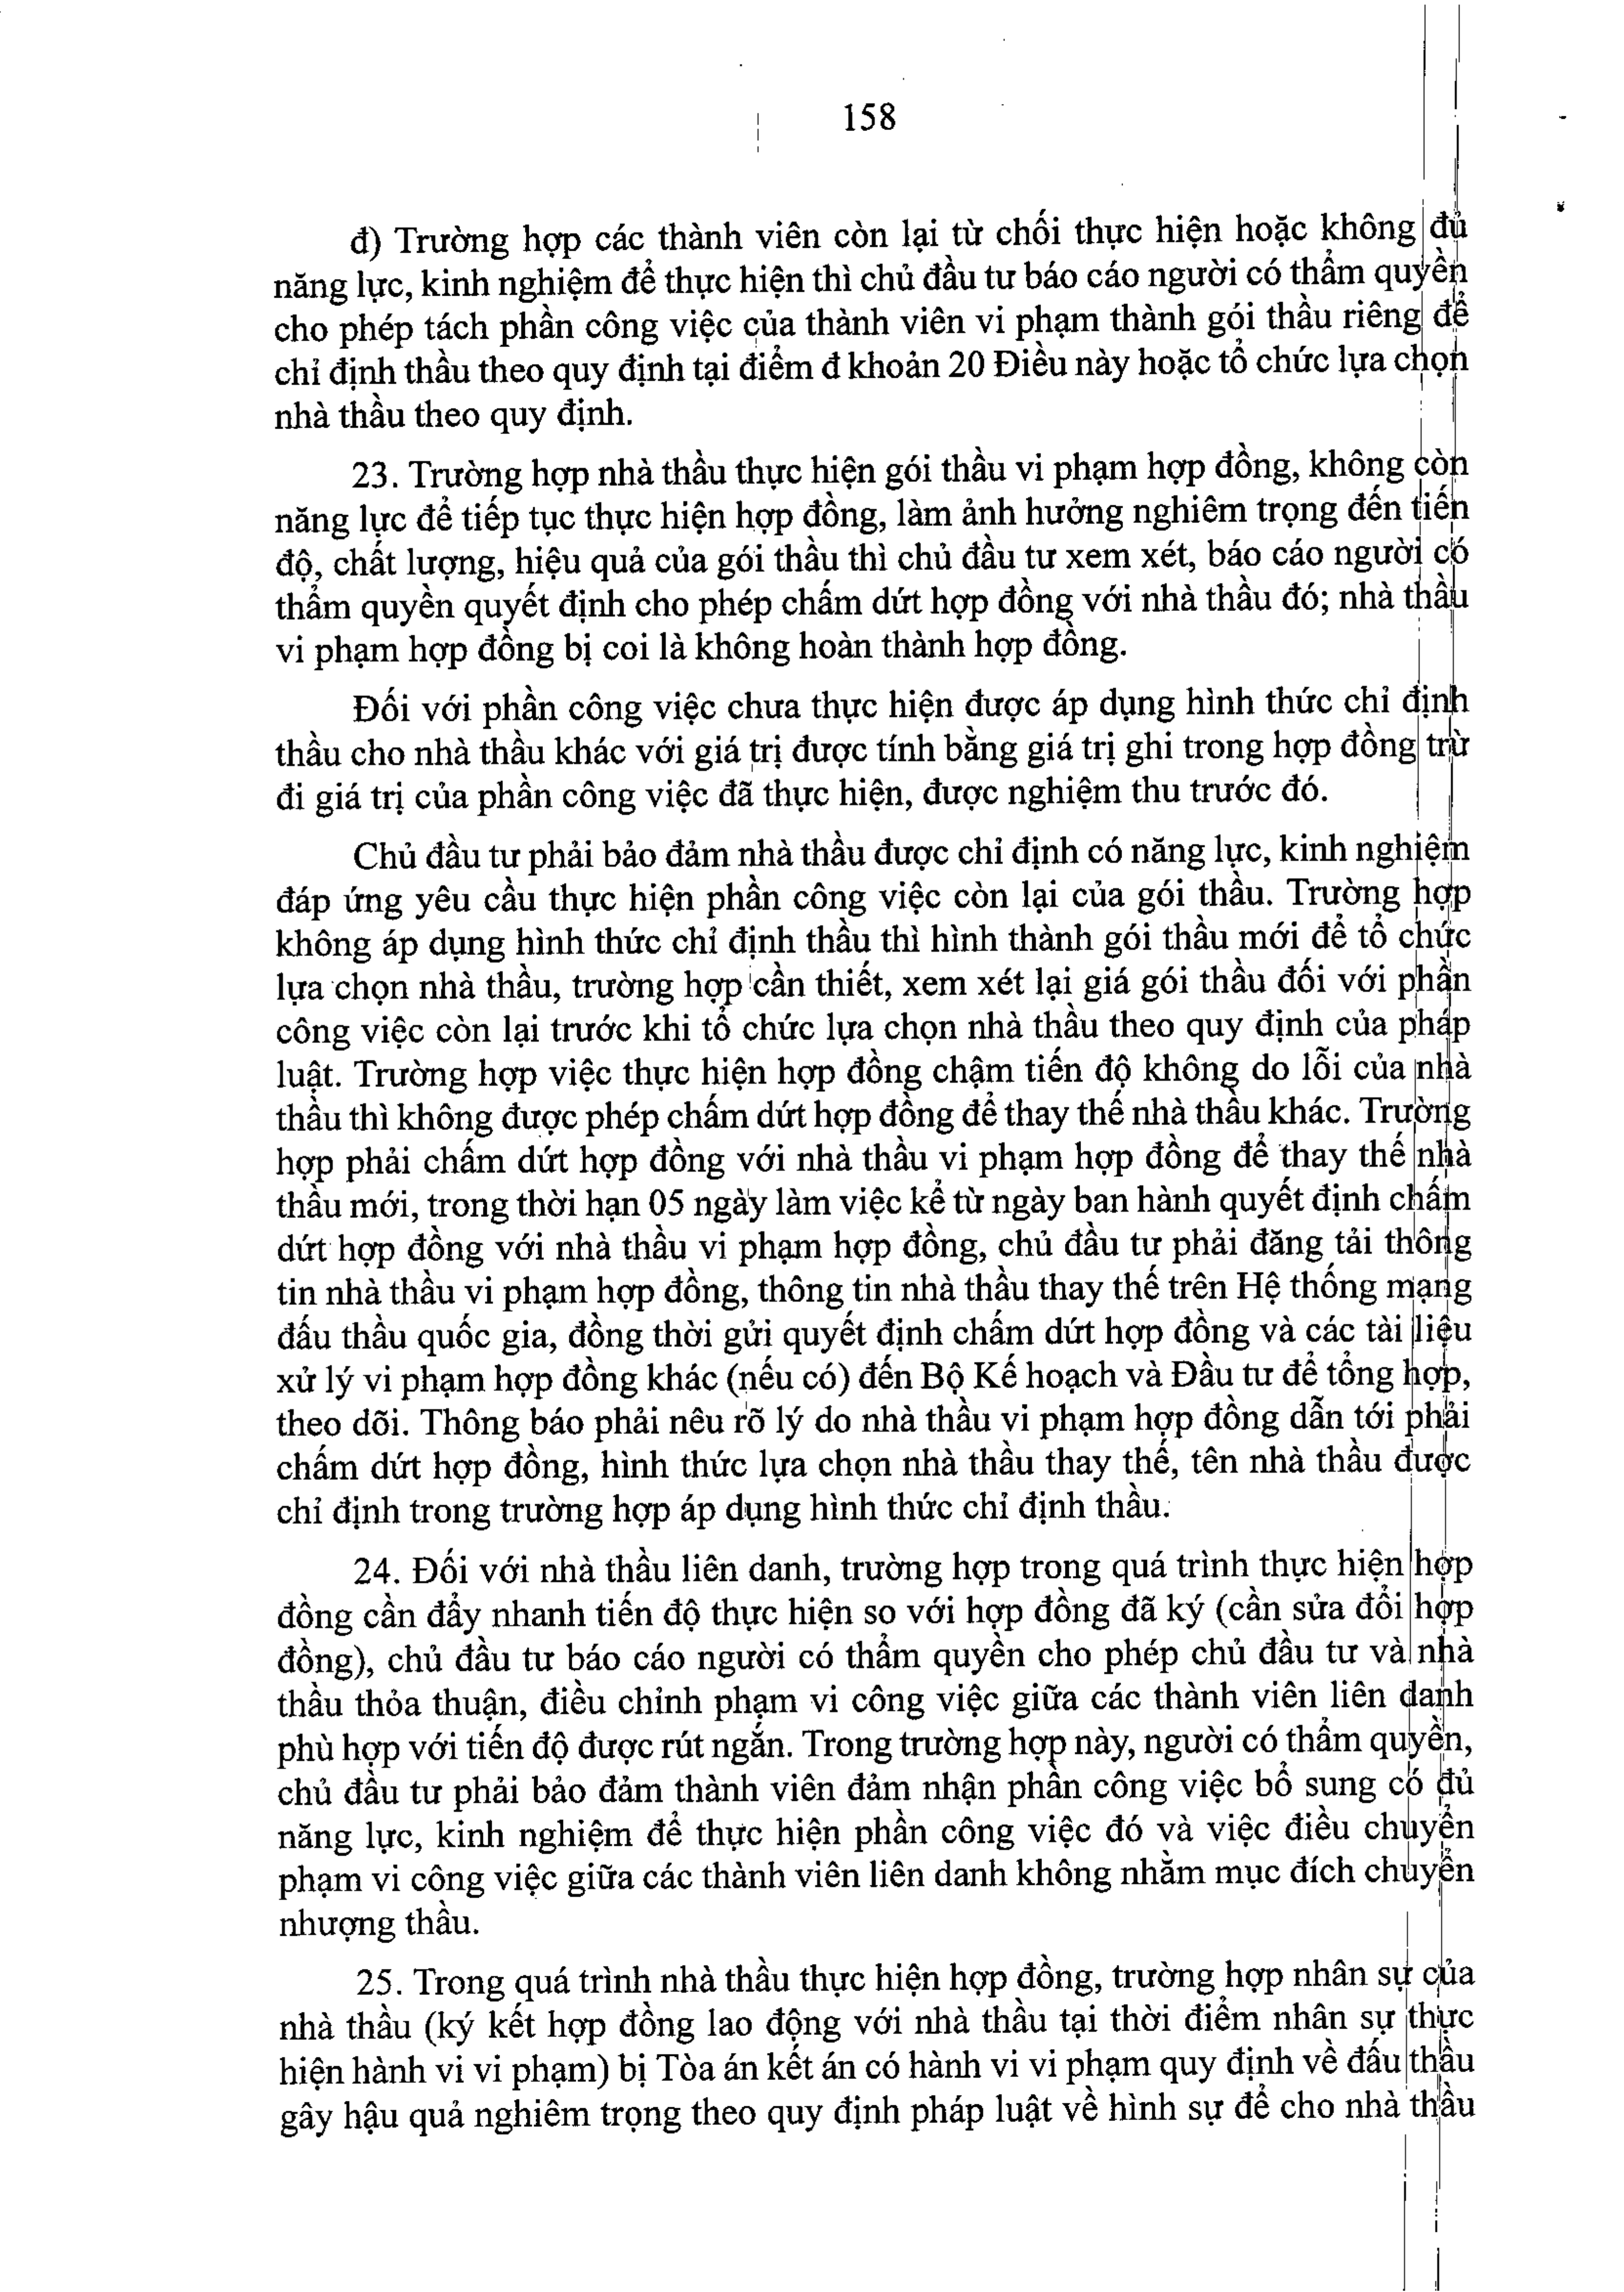 158
đ) Trường hợp các thành viên còn lại từ chối thực hiện hoặc không đủ
năng lực, kinh nghiệm để thực hiện thì chủ đầu tư báo cáo người có thẩm quyền
cho phép tách phần công việc của thành viên vi phạm thành gói thầu riêng để
chỉ định thầu theo quy định tại điểm đ khoản 20 Điều này hoặc tổ chức lựa chọn
nhà thầu theo quy định.
23. Trường hợp nhà thầu thực hiện gói thầu vi phạm hợp đồng, không còn
năng lực để tiếp tục thực hiện hợp đồng, làm ảnh hưởng nghiêm trọng đến tiến
độ, chất lượng, hiệu quả của gói thầu thì chủ đầu tư xem xét, báo cáo người có
thẩm quyền quyết định cho phép chấm dứt hợp đồng với nhà thầu đó; nhà thầu
vi phạm hợp đồng bị coi là không hoàn thành hợp đồng.
Đối với phần công việc chưa thực hiện được áp dụng hình thức chỉ định
thầu cho nhà thầu khác với giá trị được tính bằng giá trị ghi trong hợp đồng trừ
đi giá trị của phần công việc đã thực hiện, được nghiệm thu trước đó.
Chủ đầu tư phải bảo đảm nhà thầu được chỉ định có năng lực, kinh nghiệm
đáp ứng yêu cầu thực hiện phần công việc còn lại của gói thầu. Trường hợp
không áp dụng hình thức chỉ định thầu thì hình thành gói thầu mới để tổ chức
lựa chọn nhà thầu, trường hợp cần thiết, xem xét lại giá gói thầu đối với phần
công việc còn lại trước khi tổ chức lựa chọn nhà thầu theo quy định của pháp
luật. Trường hợp việc thực hiện hợp đồng chậm tiến độ không do lỗi của nhà
thầu thì không được phép chấm dứt hợp đồng để thay thế nhà thầu khác. Trường
hợp phải chấm dứt hợp đồng với nhà thầu vi phạm hợp đồng để thay thế nhà
thầu mới, trong thời hạn 05 ngày làm việc kể từ ngày ban hành quyết định chấm
dứt hợp đồng với nhà thầu vi phạm hợp đồng, chủ đầu tư phải đăng tải thông
tin nhà thầu vi phạm hợp đồng, thông tin nhà thầu thay thế trên Hệ thống mạng
đấu thầu quốc gia, đồng thời gửi quyết định chấm dứt hợp đồng và các tài liệu
xử lý vi phạm hợp đồng khác (nếu có) đến Bộ Kế hoạch và Đầu tư để tổng hợp,
theo dõi. Thông báo phải nêu rõ lý do nhà thầu vi phạm hợp đồng dẫn tới phải
chấm dứt hợp đồng, hình thức lựa chọn nhà thầu thay thế, tên nhà thầu được
chỉ định trong trường hợp áp dụng hình thức chỉ định thầu.
24. Đối với nhà thầu liên danh, trường hợp trong quá trình thực hiện hợp
đồng cần đẩy nhanh tiến độ thực hiện so với hợp đồng đã ký (cần sửa đổi hợp
đồng), chủ đầu tư báo cáo người có thẩm quyền cho phép chủ đầu tư và nhà
thầu thỏa thuận, điều chỉnh phạm vi công việc giữa các thành viên liên danh
phù hợp với tiến độ được rút ngắn. Trong trường hợp này, người có thẩm quyền,
chủ đầu tư phải bảo đảm thành viên đảm nhận phần công việc bổ sung có đủ
năng lực, kinh nghiệm để thực hiện phần công việc đó và việc điều chuyển
phạm vi công việc giữa các thành viên liên danh không nhằm mục đích chuyển
nhượng thầu.
25. Trong quá trình nhà thầu thực hiện hợp đồng, trường hợp nhân sự của
nhà thầu (ký kết hợp đồng lao động với nhà thầu tại thời điểm nhân sự thực
hiện hành vi vi phạm) bị Tòa án kết án có hành vi vi phạm quy định về đấu thầu
gây hậu quả nghiêm trọng theo quy định pháp luật về hình sự để cho nhà thầu